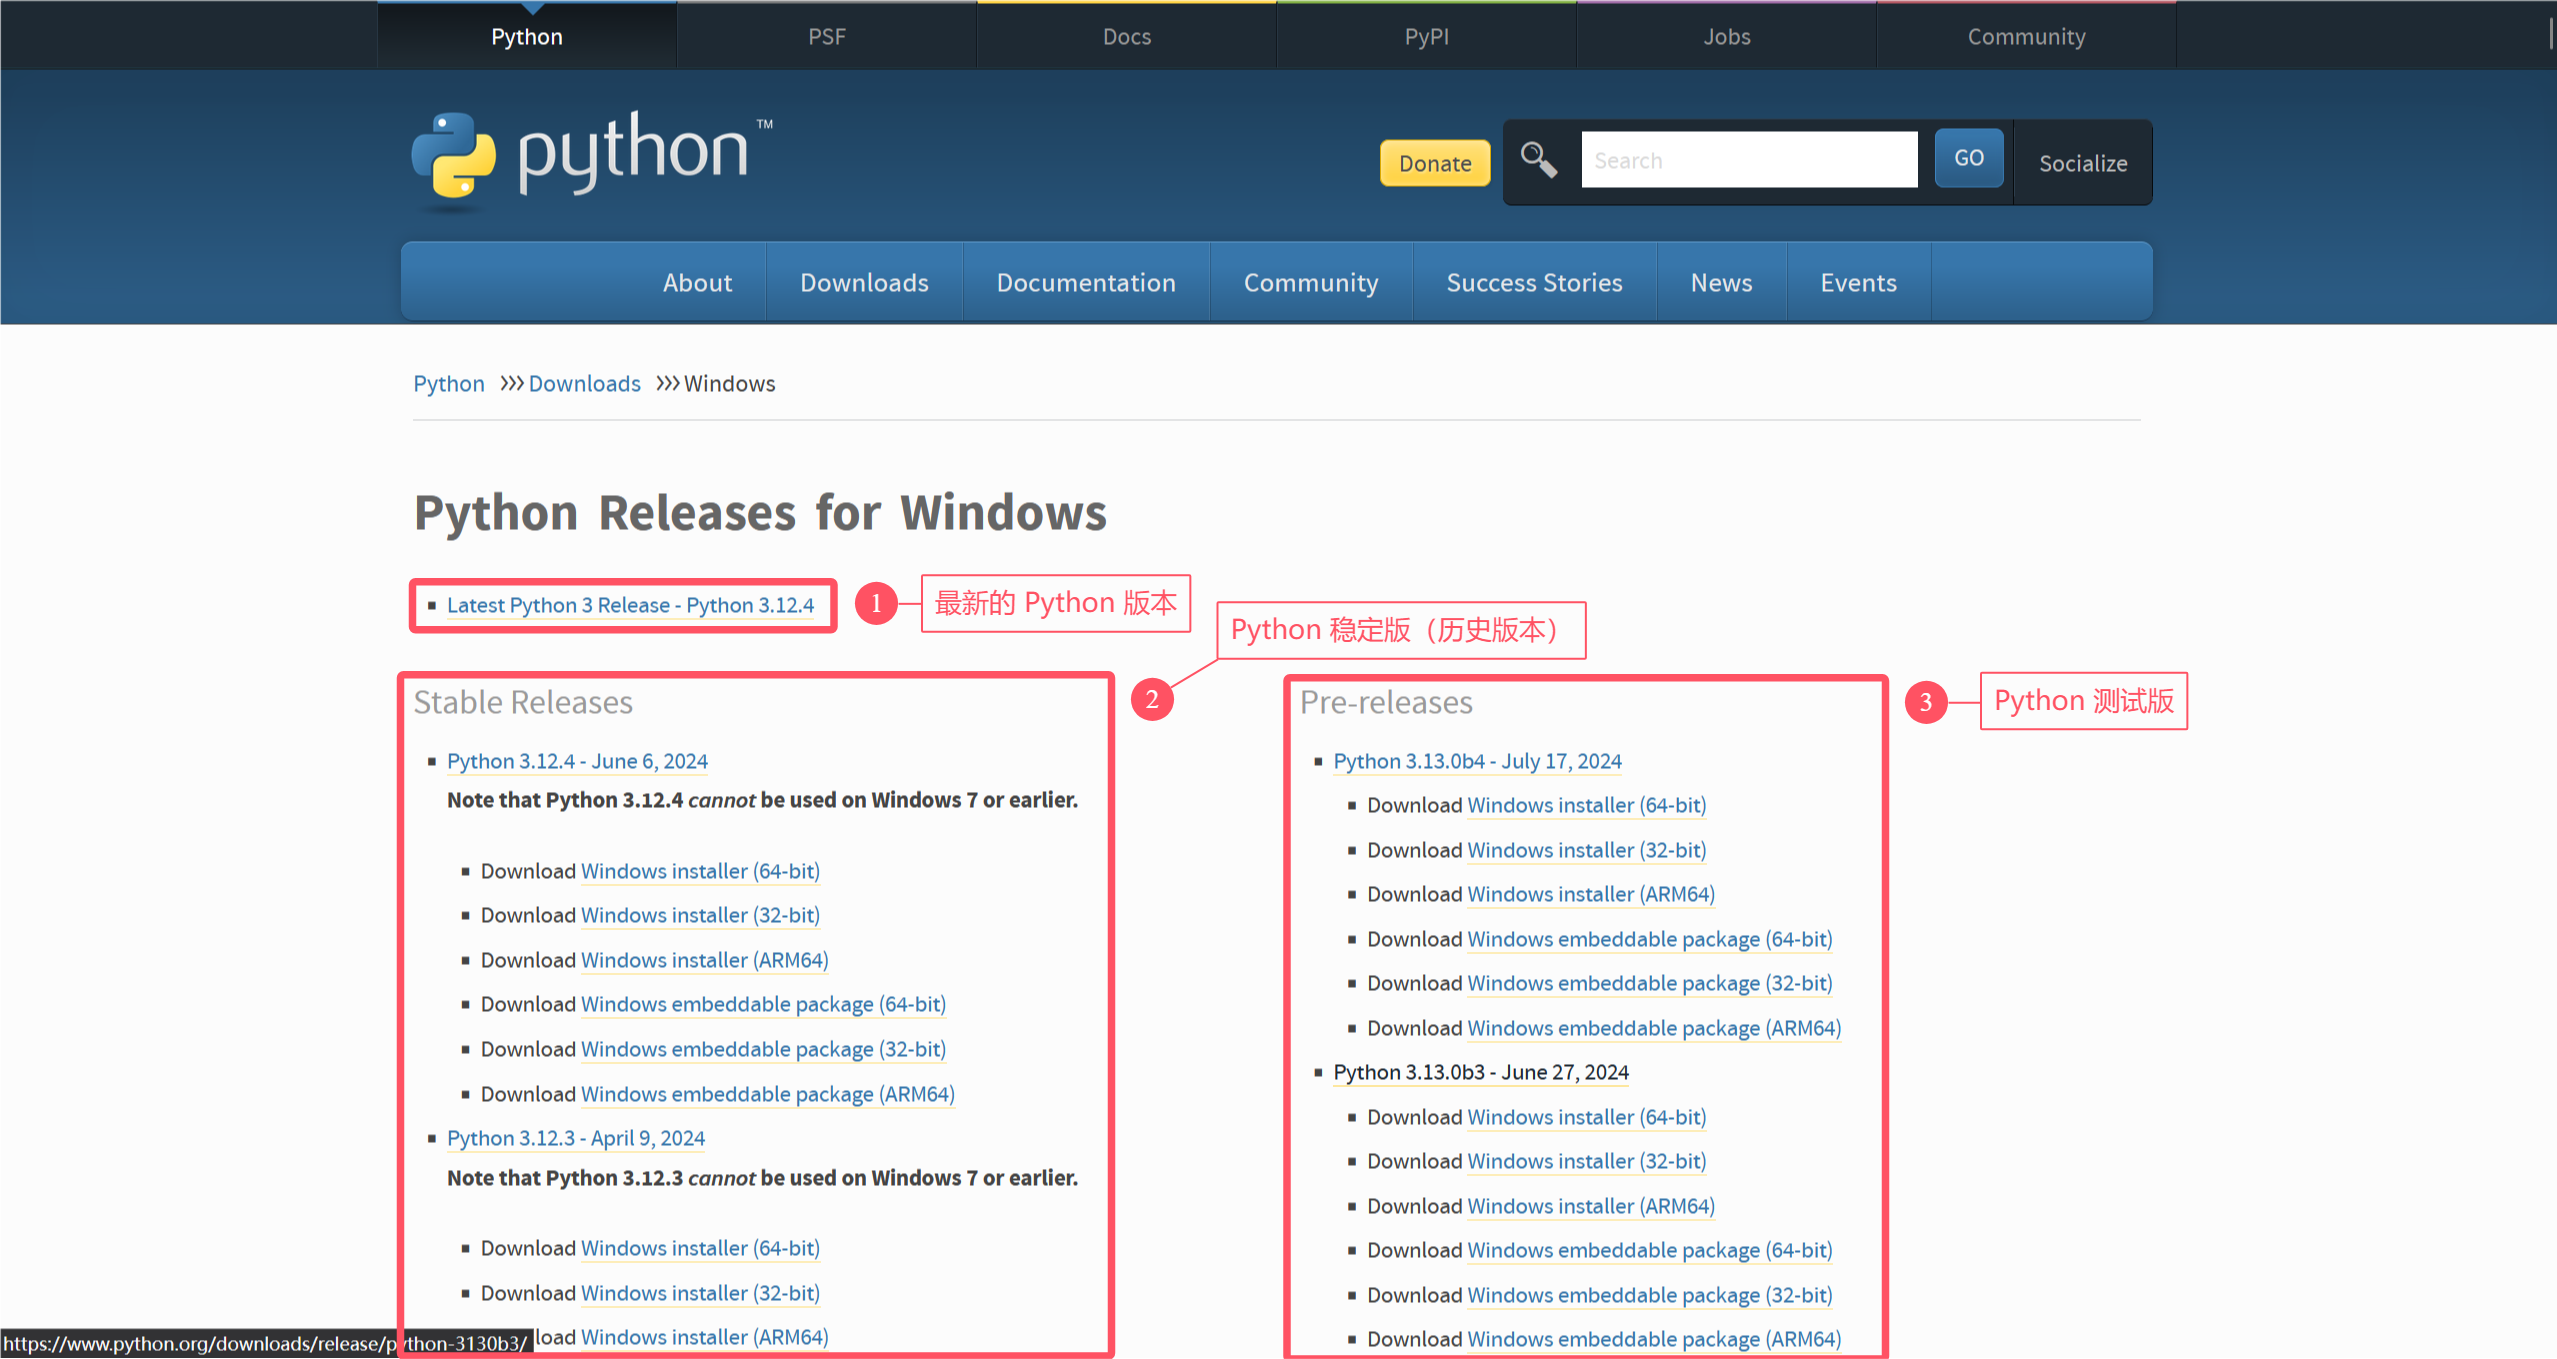 Python
PSF
Docs
PyPI
Jobs
Community
python™
Donate
Search
GO
Socialize
About
Downloads
Documentation
Community
Success Stories
News
Events
Python >>> Downloads >>> Windows
Python Releases for Windows
Latest Python 3 Release - Python 3.12.4
1
最新的 Python 版本
Python 稳定版（历史版本）
2
Stable Releases
Python 3.12.4 - June 6, 2024
Note that Python 3.12.4 cannot be used on Windows 7 or earlier.
Download Windows installer (64-bit)
Download Windows installer (32-bit)
Download Windows installer (ARM64)
Download Windows embeddable package (64-bit)
Download Windows embeddable package (32-bit)
Download Windows embeddable package (ARM64)
Python 3.12.3 - April 9, 2024
Note that Python 3.12.3 cannot be used on Windows 7 or earlier.
Download Windows installer (64-bit)
Download Windows installer (32-bit)
load Windows installer (ARM64)
3
Python 测试版
Pre-releases
Python 3.13.0b4 - July 17, 2024
Download Windows installer (64-bit)
Download Windows installer (32-bit)
Download Windows installer (ARM64)
Download Windows embeddable package (64-bit)
Download Windows embeddable package (32-bit)
Download Windows embeddable package (ARM64)
Python 3.13.0b3 - June 27, 2024
Download Windows installer (64-bit)
Download Windows installer (32-bit)
Download Windows installer (ARM64)
Download Windows embeddable package (64-bit)
Download Windows embeddable package (32-bit)
Download Windows embeddable package (ARM64)
https://www.python.org/downloads/release/python-3130b3/